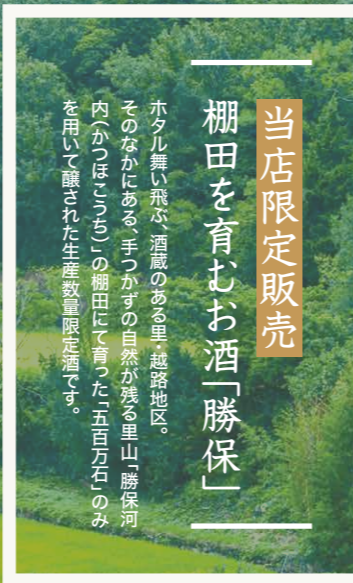 当店限定販売
棚田を育むお酒「勝保」
ホタル舞い飛ぶ、酒蔵のある里・越路地区。
そのなかにある、手つかずの自然が残る里山「勝保河
内（かつほこうち）」の棚田にて育った「五百万石」のみ
を用いて醸された生産数量限定酒です。